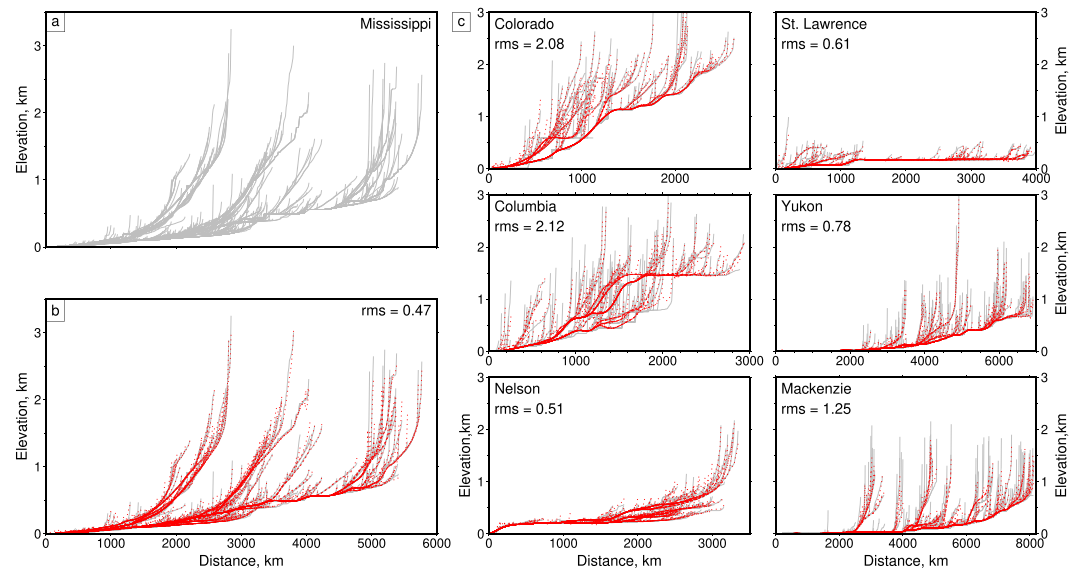 a
Mississippi
3
2
1
0
Elevation, km
b
rms = 0.47
3
2
1
0
Elevation, km
0
1000
2000
3000
4000
5000
6000
Distance, km
c
Colorado
rms = 2.08
3
2
1
0
Elevation, km
0
1000
2000
St. Lawrence
rms = 0.61
3
2
1
0
Elevation, km
0
1000
2000
3000
4000
Columbia
rms = 2.12
3
2
1
0
Elevation, km
0
1000
2000
3000
Yukon
rms = 0.78
3
2
1
0
Elevation,km
0
2000
4000
6000
Nelson
rms = 0.51
3
2
1
0
Elevation,km
0
1000
2000
3000
Distance, km
Mackenzie
rms = 1.25
3
2
1
0
Elevation,km
0
2000
4000
6000
8000
Distance, km